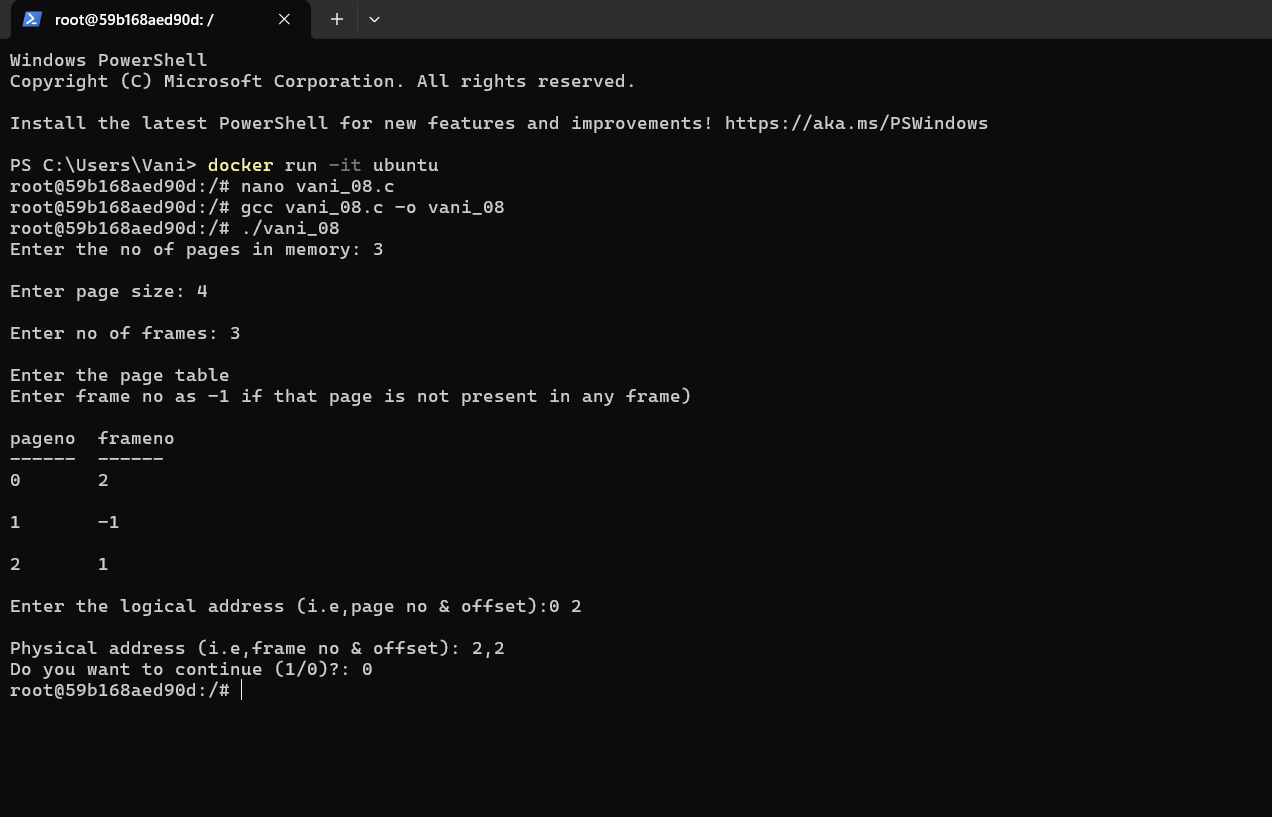 root@59b168aed90d: /
Windows PowerShell
Copyright (C) Microsoft Corporation. All rights reserved.
Install the latest PowerShell for new features and improvements! https://aka.ms/PSWindows
PS C:\Users\Vani> docker run -it ubuntu
root@59b168aed90d:/# nano vani_08.c
root@59b168aed90d:/# gcc vani_08.c -o vani_08
root@59b168aed90d:/# ./vani_08
Enter the no of pages in memory: 3
Enter page size: 4
Enter no of frames: 3
Enter the page table
Enter frame no as -1 if that page is not present in any frame)
pageno  frameno
------  ------
0       2
1       -1
2       1
Enter the logical address (i.e,page no & offset):0 2
Physical address (i.e,frame no & offset): 2,2
Do you want to continue (1/0)?: 0
root@59b168aed90d:/#